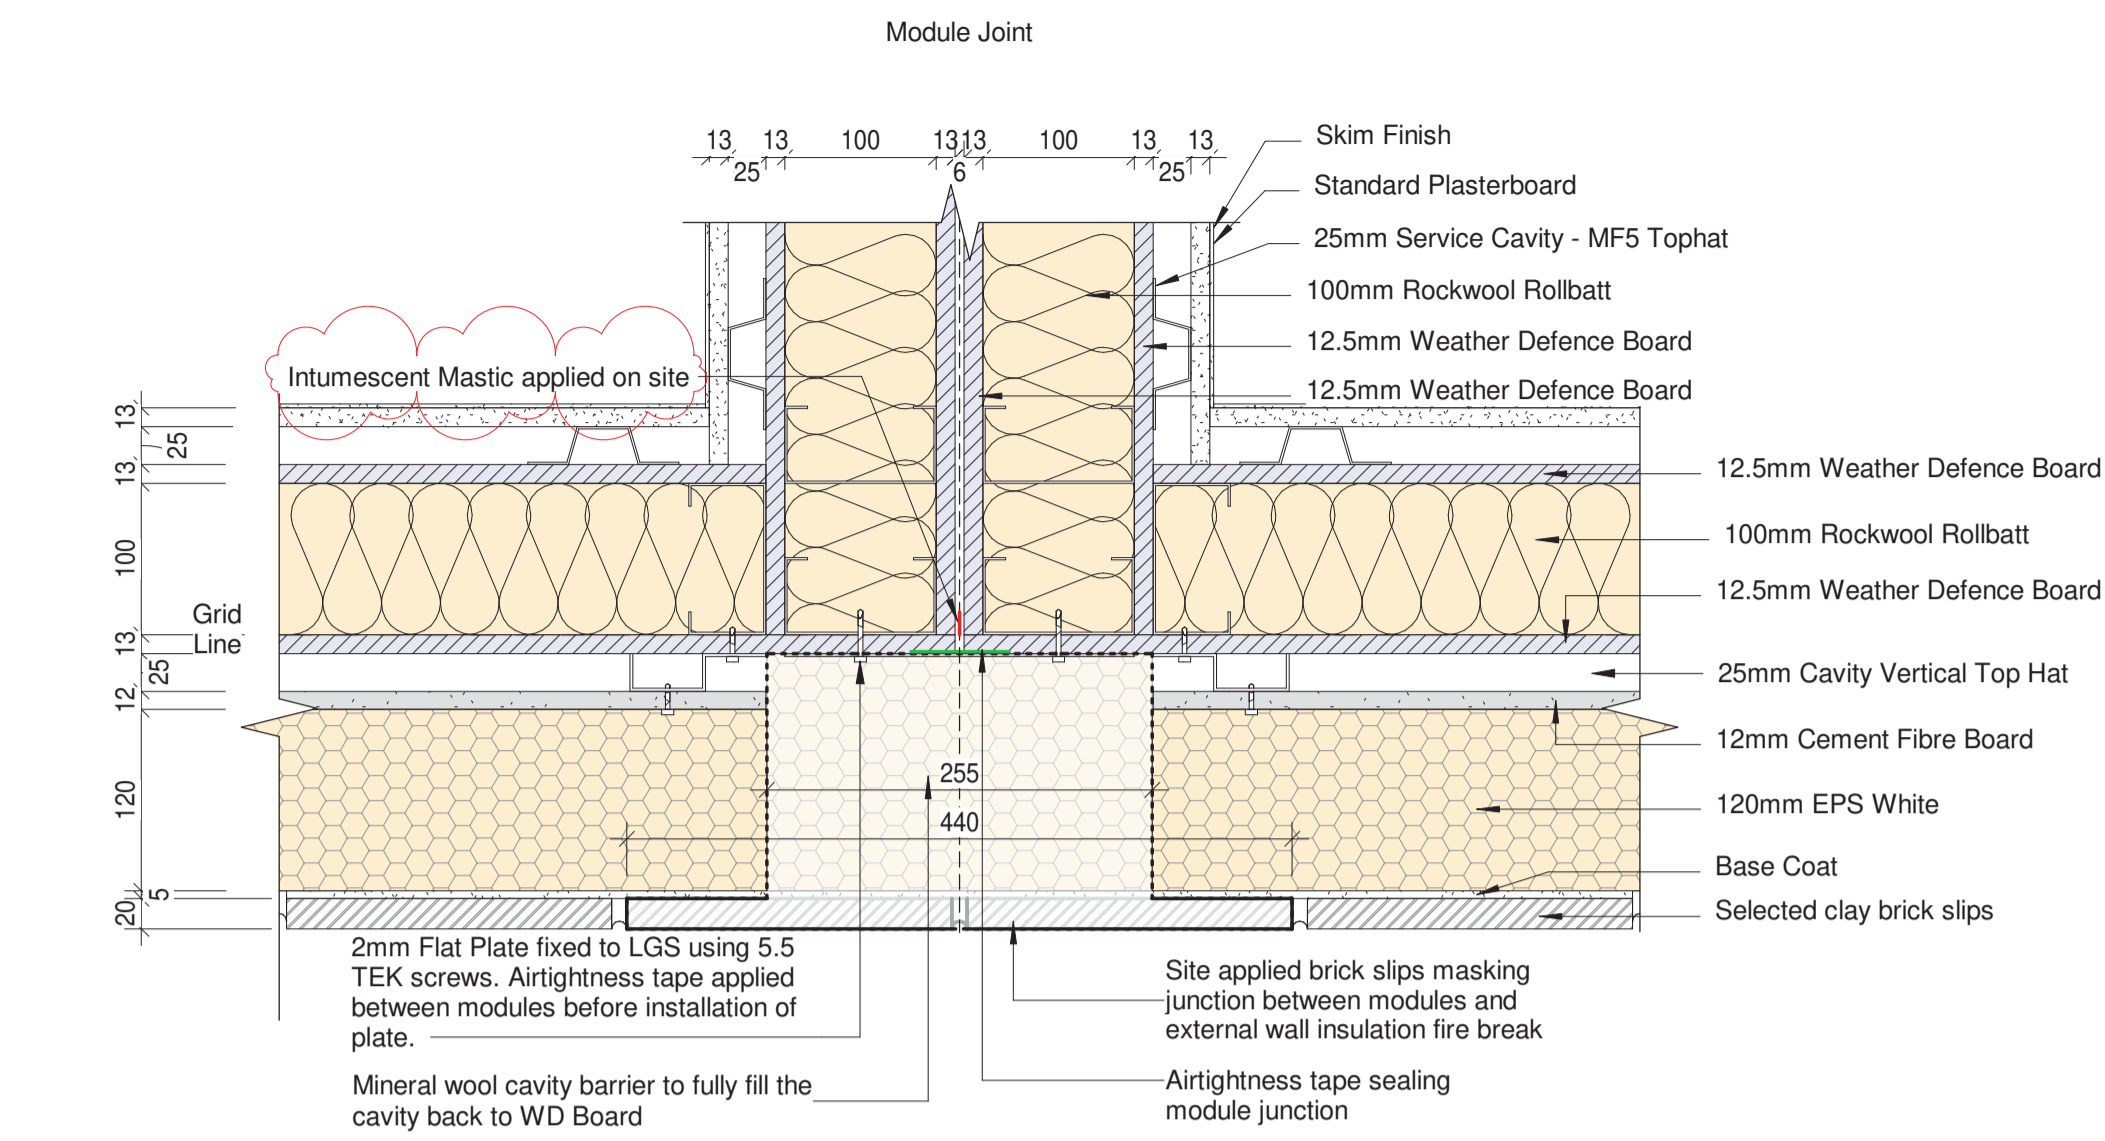 Module Joint
13 13 100 13 13 100 13 13
25 6 25
Skim Finish
Standard Plasterboard
25mm Service Cavity - MF5 Tophat
100mm Rockwool Rollbatt
12.5mm Weather Defence Board
12.5mm Weather Defence Board
Intumescent Mastic applied on site
13
25
13
100
13
25
12
120
5
20
Grid
Line
12.5mm Weather Defence Board
100mm Rockwool Rollbatt
12.5mm Weather Defence Board
25mm Cavity Vertical Top Hat
12mm Cement Fibre Board
120mm EPS White
Base Coat
Selected clay brick slips
255
440
2mm Flat Plate fixed to LGS using 5.5
TEK screws. Airtightness tape applied
between modules before installation of
plate.
Mineral wool cavity barrier to fully fill the
cavity back to WD Board
Site applied brick slips masking
junction between modules and
external wall insulation fire break
Airtightness tape sealing
module junction